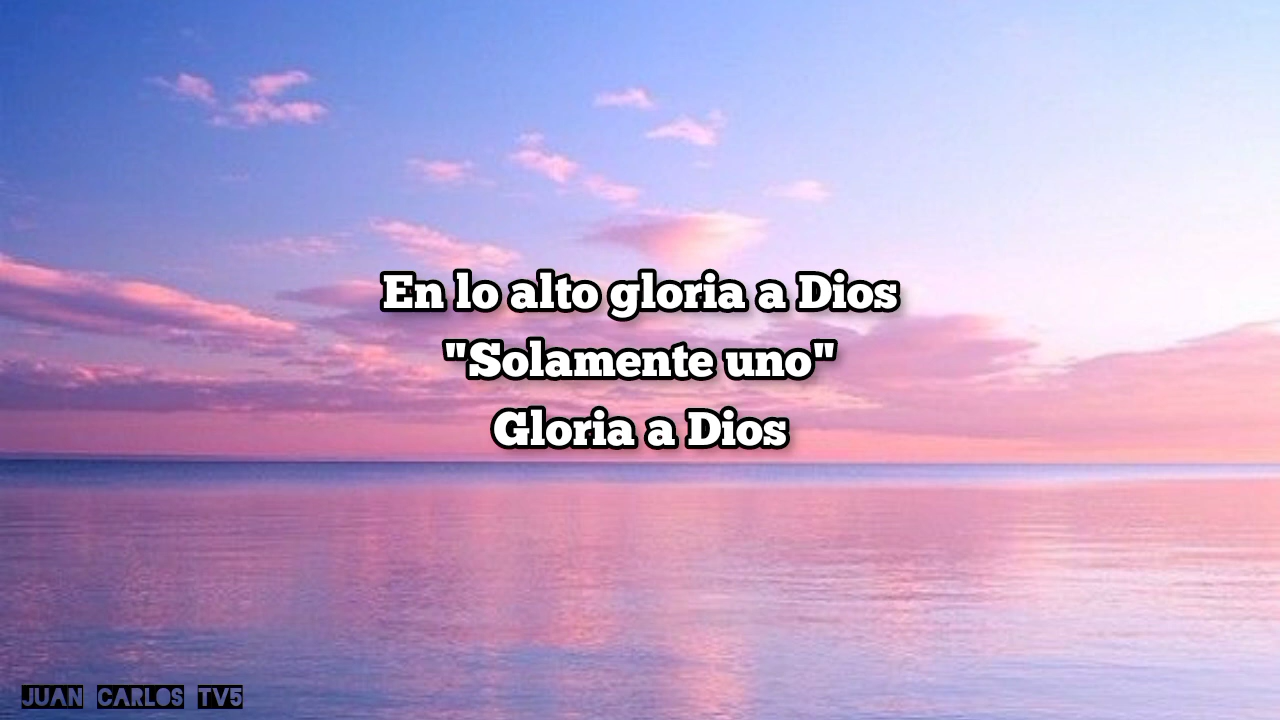 En lo alto gloria a Dios
"Solamente uno"
Gloria a Dios
JUAN CARLOS TV5